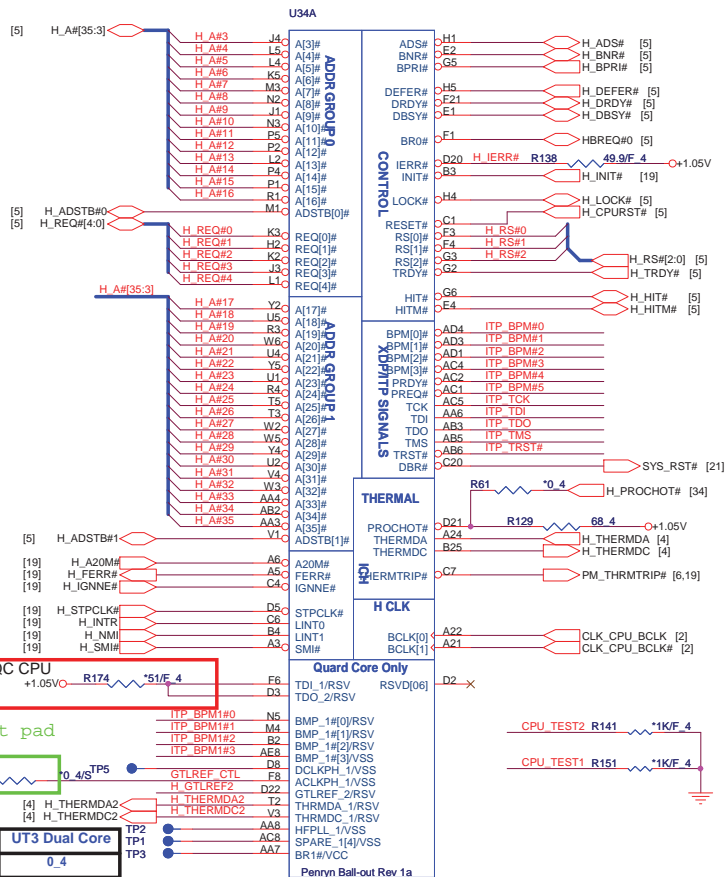 U34A
[5] H_A#[35:3]
H_A#3 J4 A[3]#
H_A#4 L5 A[4]#
H_A#5 L4 A[5]#
H_A#6 K5 A[6]#
H_A#7 M3 A[7]#
H_A#8 N2 A[8]#
H_A#9 J1 A[9]#
H_A#10 N3 A[10]#
H_A#11 P5 A[11]#
H_A#12 P2 A[12]#
H_A#13 L2 A[13]#
H_A#14 P4 A[14]#
H_A#15 P1 A[15]#
H_A#16 R1 A[16]#
[5] H_ADSTB#0 M1 ADSTB[0]#
[5] H_REQ#[4:0]
H_REQ#0 K3 REQ[0]#
H_REQ#1 H2 REQ[1]#
H_REQ#2 K2 REQ[2]#
H_REQ#3 J3 REQ[3]#
H_REQ#4 L1 REQ[4]#
ADDR GROUP 0
H_A#[35:3]
H_A#17 Y2 A[17]#
H_A#18 U5 A[18]#
H_A#19 R3 A[19]#
H_A#20 W6 A[20]#
H_A#21 U4 A[21]#
H_A#22 Y5 A[22]#
H_A#23 U1 A[23]#
H_A#24 R4 A[24]#
H_A#25 T5 A[25]#
H_A#26 T3 A[26]#
H_A#27 W2 A[27]#
H_A#28 W5 A[28]#
H_A#29 Y4 A[29]#
H_A#30 U2 A[30]#
H_A#31 V4 A[31]#
H_A#32 W3 A[32]#
H_A#33 AA4 A[33]#
H_A#34 AB2 A[34]#
H_A#35 AA3 A[35]#
[5] H_ADSTB#1 V1 ADSTB[1]#
ADDR GROUP 1
[19] H_A20M# A6 A20M#
[19] H_FERR# A5 FERR#
[19] H_IGNNE# C4 IGNNE#
[19] H_STPCLK# D5 STPCLK#
[19] H_INTR C6 LINT0
[19] H_NMI B4 LINT1
[19] H_SMI# A3 SMI#
ICH
CONTROL
ADS# H1 H_ADS# [5]
BNR# E2 H_BNR# [5]
BPRI# G5 H_BPRI# [5]
DEFER# H5 H_DEFER# [5]
DRDY# F21 H_DRDY# [5]
DBSY# E1 H_DBSY# [5]
BR0# F1 HBREQ#0 [5]
IERR# D20 H_IERR# R138 49.9/F_4 +1.05V
INIT# B3 H_INIT# [19]
LOCK# H4 H_LOCK# [5]
RESET# C1 H_CPURST# [5]
RS[0]# F3 H_RS#0
RS[1]# F4 H_RS#1
RS[2]# G3 H_RS#2 H_RS#[2:0] [5]
TRDY# G2 H_TRDY# [5]
HIT# G6 H_HIT# [5]
HITM# E4 H_HITM# [5]
XDP/ITP SIGNALS
BPM[0]# AD4 ITP_BPM#0
BPM[1]# AD3 ITP_BPM#1
BPM[2]# AD1 ITP_BPM#2
BPM[3]# AC4 ITP_BPM#3
PRDY# AC2 ITP_BPM#4
PREQ# AC1 ITP_BPM#5
TCK AC5 ITP_TCK
TDI AA6 ITP_TDI
TDO AB3 ITP_TDO
TMS AB5 ITP_TMS
TRST# AB6 ITP_TRST#
DBR# C20 SYS_RST# [21]
R61 *0_4 H_PROCHOT# [34]
THERMAL
PROCHOT# D21 R129 68_4 +1.05V
THERMDA A24 H_THERMDA [4]
THERMDC B25 H_THERMDC [4]
THERMTRIP# C7 PM_THRMTRIP# [6,19]
H CLK
BCLK[0] A22 CLK_CPU_BCLK [2]
BCLK[1] A21 CLK_CPU_BCLK# [2]
Quard Core Only
QC CPU
+1.05V R174 *51/F_4 F6 TDI_1/RSV
D3 TDO_2/RSV
RSVD[06] D2
t pad
ITP_BPM1#0 N5 BMP_1#[0]/RSV
ITP_BPM1#1 M4 BMP_1#[1]/RSV
ITP_BPM1#2 B2 BMP_1#[2]/RSV
ITP_BPM1#3 AE8 BMP_1#[3]/VSS
TP5 D8 DCLKPH_1/VSS
*0_4/S GTLREF_CTL F8 ACLKPH_1/VSS
H_GTLREF2 D22 GTLREF_2/RSV
[4] H_THERMDA2 H_THERMDA2 T2 THRMDA_1/RSV
[4] H_THERMDC2 H_THERMDC2 V3 THRMDC_1/RSV
TP2 AA8 HFPLL_1/VSS
TP1 AC8 SPARE_1[4]/VSS
TP3 AA7 BR1#/VCC
UT3 Dual Core
0_4
CPU_TEST2 R141 *1K/F_4
CPU_TEST1 R151 *1K/F_4
Penryn Ball-out Rev 1a